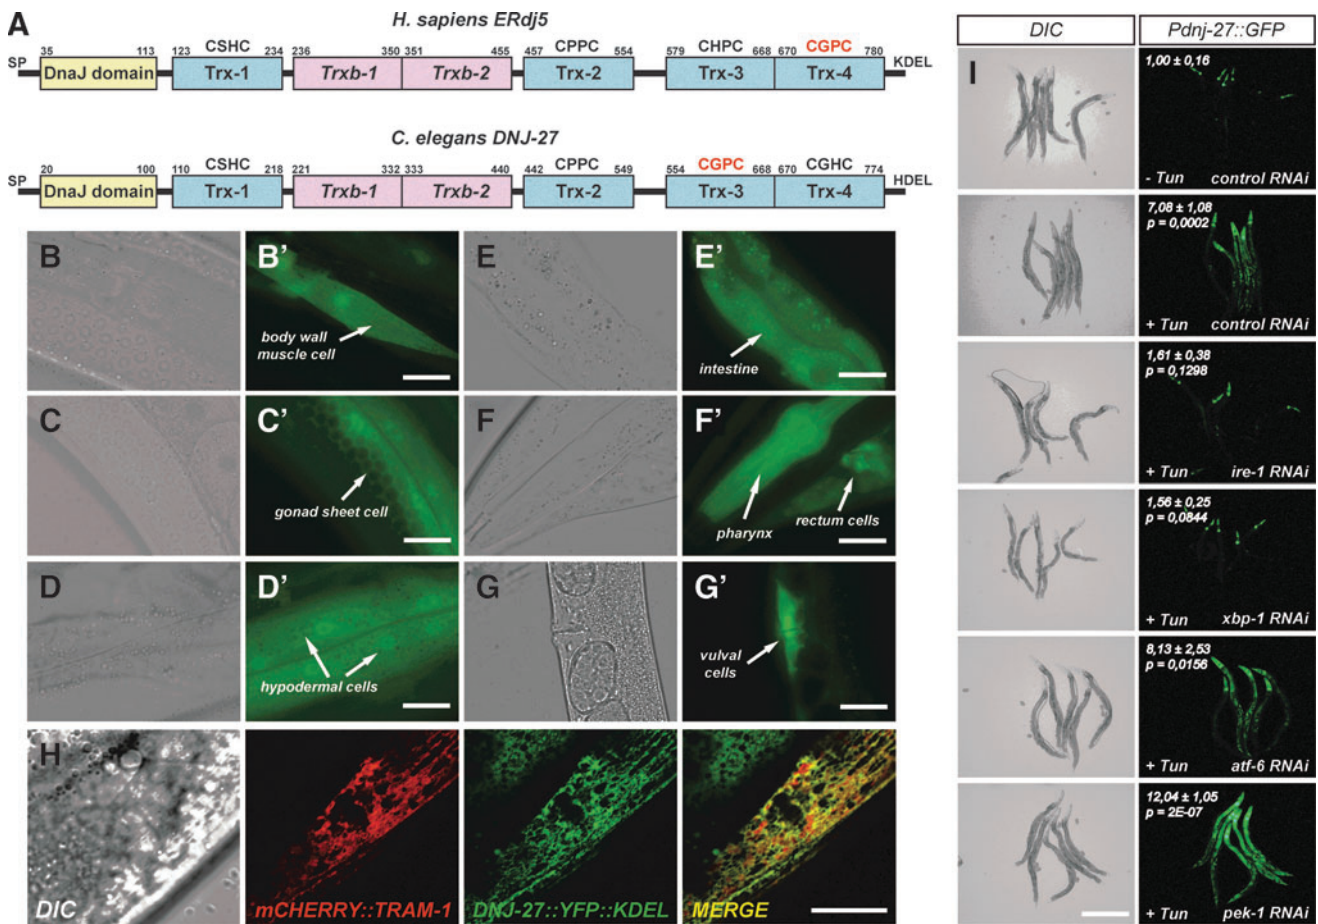 A
H. sapiens ERdj5
SP
35 113
DnaJ domain
123 CSHC 234
Trx-1
236 350
Trxb-1
351 455
Trxb-2
457 CPPC 554
Trx-2
579 CHPC 668
Trx-3
670 CGPC 780
Trx-4
KDEL
C. elegans DNJ-27
SP
20 100
DnaJ domain
110 CSHC 218
Trx-1
221 332
Trxb-1
333 440
Trxb-2
442 CPPC 549
Trx-2
554 CGPC 668
Trx-3
670 CGHC 774
Trx-4
HDEL
B
B'
body wall
muscle cell
E
E'
intestine
C
C'
gonad sheet cell
F
F'
pharynx
rectum cells
D
D'
hypodermal cells
G
G'
vulval
cells
H
DIC
mCHERRY::TRAM-1
DNJ-27::YFP::KDEL
MERGE
DIC
Pdnj-27::GFP
I
1,00 ± 0,16
- Tun control RNAi
7,08 ± 1,08
p = 0,0002
+ Tun control RNAi
1,61 ± 0,38
p = 0,1298
+ Tun ire-1 RNAi
1,56 ± 0,25
p = 0,0844
+ Tun xbp-1 RNAi
8,13 ± 2,53
p = 0,0156
+ Tun atf-6 RNAi
12,04 ± 1,05
p = 2E-07
+ Tun pek-1 RNAi